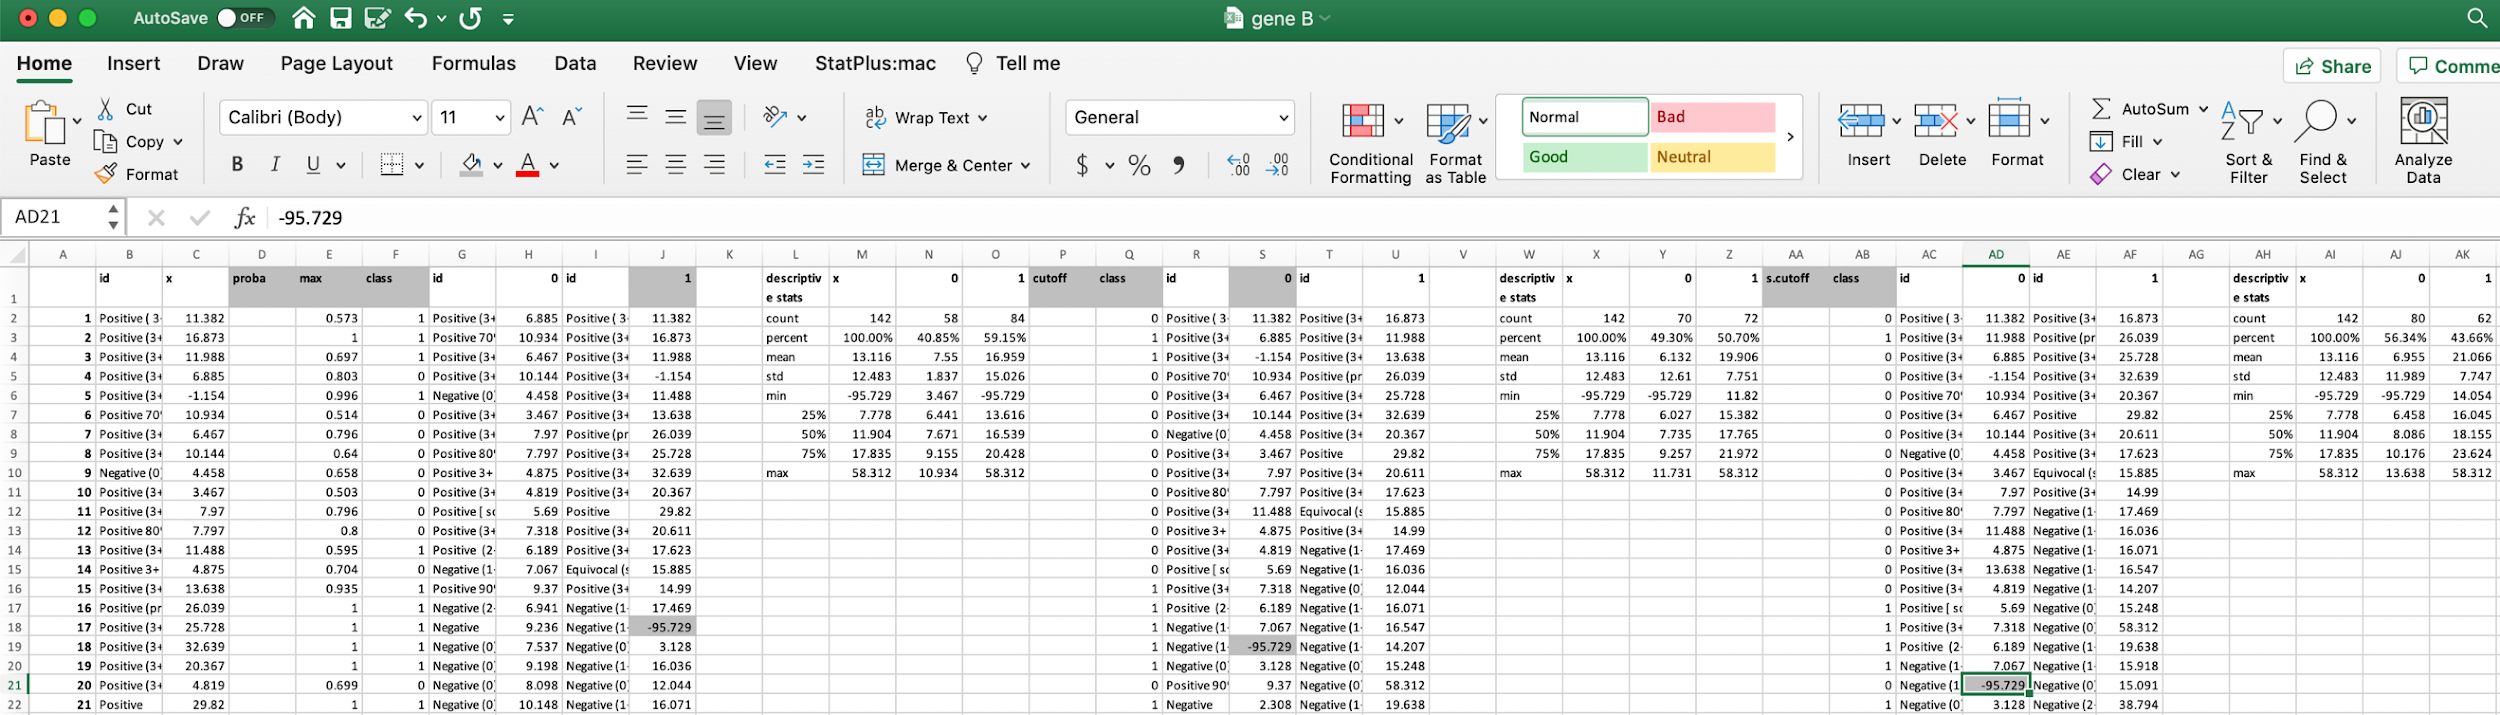 AutoSave OFF gene B
Home Insert Draw Page Layout Formulas Data Review View StatPlus:mac Tell me Share Comme
Cut Calibri (Body) 11 Wrap Text General Normal Bad AutoSum
Paste Copy Conditional Formatting Format as Table Insert Delete Format Fill Sort & Filter Find & Select Analyze Data
Format B I U Merge & Center $ % Good Neutral Clear
AD21 fx -95.729
A B C D E F G H I J K L M N O P Q R S T U V W X Y Z AA AB AC AD AE AF AG AH AI AJ AK
1 id x proba max class id 0 id 1 descriptive stats x 0 1 cutoff class id 0 id 1 descriptive stats x 0 1 s.cutoff class id 0 id 1 descriptive stats x 0 1
2 1 Positive ( 3- 11.382 0.573 1 Positive (3+ 6.885 Positive ( 3- 11.382 count 142 58 84 0 Positive ( 3- 11.382 Positive (3+ 16.873 count 142 70 72 0 Positive ( 3- 11.382 Positive (3+ 16.873 count 142 80 62
3 2 Positive (3+ 16.873 1 1 Positive 70% 10.934 Positive (3+ 16.873 percent 100.00% 40.85% 59.15% 1 Positive (3+ 6.885 Positive (3+ 11.988 percent 100.00% 49.30% 50.70% 1 Positive (3+ 11.988 Positive (pr 26.039 percent 100.00% 56.34% 43.66%
4 3 Positive (3+ 11.988 0.697 1 Positive (3+ 6.467 Positive (3+ 11.988 mean 13.116 7.55 16.959 1 Positive (3+ -1.154 Positive (3+ 13.638 mean 13.116 6.132 19.906 0 Positive (3+ 6.885 Positive (3+ 25.728 mean 13.116 6.955 21.066
5 4 Positive (3+ 6.885 0.803 0 Positive (3+ 10.144 Positive (3+ -1.154 std 12.483 1.837 15.026 0 Positive 70% 10.934 Positive (pr 26.039 std 12.483 12.61 7.751 0 Positive (3+ -1.154 Positive (3+ 32.639 std 12.483 11.989 7.747
6 5 Positive (3+ -1.154 0.996 1 Negative (0) 4.458 Positive (3+ 11.488 min -95.729 3.467 -95.729 0 Positive (3+ 6.467 Positive (3+ 25.728 min -95.729 -95.729 11.82 0 Positive 70% 10.934 Positive (3+ 20.367 min -95.729 -95.729 14.054
7 6 Positive 70% 10.934 0.514 0 Positive (3+ 3.467 Positive (3+ 13.638 25% 7.778 6.441 13.616 0 Positive (3+ 10.144 Positive (3+ 32.639 25% 7.778 6.027 15.382 0 Positive (3+ 6.467 Positive 29.82 25% 7.778 6.458 16.045
8 7 Positive (3+ 6.467 0.796 0 Positive (3+ 7.97 Positive (pr 26.039 50% 11.904 7.671 16.539 0 Negative (0) 4.458 Positive (3+ 20.367 50% 11.904 7.735 17.765 0 Positive (3+ 10.144 Positive (3+ 20.611 50% 11.904 8.086 18.155
9 8 Positive (3+ 10.144 0.64 0 Positive 80% 7.797 Positive (3+ 25.728 75% 17.835 9.155 20.428 0 Positive (3+ 3.467 Positive 29.82 75% 17.835 9.257 21.972 0 Negative (0) 4.458 Positive (3+ 17.623 75% 17.835 10.176 23.624
10 9 Negative (0) 4.458 0.658 0 Positive 3+ 4.875 Positive (3+ 32.639 max 58.312 10.934 58.312 0 Positive (3+ 7.97 Positive (3+ 20.611 max 58.312 11.731 58.312 0 Positive (3+ 3.467 Equivocal (s 15.885 max 58.312 13.638 58.312
11 10 Positive (3+ 3.467 0.503 0 Positive (3+ 4.819 Positive (3+ 20.367 0 Positive 80% 7.797 Positive (3+ 17.623 0 Positive (3+ 7.97 Positive (3+ 14.99
12 11 Positive (3+ 7.97 0.796 0 Positive [ sc 5.69 Positive 29.82 0 Positive (3+ 11.488 Equivocal (s 15.885 0 Positive 80% 7.797 Negative (1- 17.469
13 12 Positive 80% 7.797 0.8 0 Positive (3+ 7.318 Positive (3+ 20.611 0 Positive 3+ 4.875 Positive (3+ 14.99 0 Positive (3+ 11.488 Negative (1- 16.036
14 13 Positive (3+ 11.488 0.595 1 Positive (2- 6.189 Positive (3+ 17.623 0 Positive (3+ 4.819 Negative (1- 17.469 0 Positive 3+ 4.875 Negative (1- 16.071
15 14 Positive 3+ 4.875 0.704 0 Negative (1- 7.067 Equivocal (s 15.885 0 Positive [ sc 5.69 Negative (1- 16.036 0 Positive (3+ 13.638 Negative (1- 16.547
16 15 Positive (3+ 13.638 0.935 1 Positive 90% 9.37 Positive (3+ 14.99 1 Positive (3+ 7.318 Negative (0) 12.044 0 Positive (3+ 4.819 Negative (1- 14.207
17 16 Positive (pr 26.039 1 1 Negative (2- 6.941 Negative (1- 17.469 1 Positive (2- 6.189 Negative (1- 16.071 1 Positive [ sc 5.69 Negative (0) 15.248
18 17 Positive (3+ 25.728 1 1 Negative 9.236 Negative (1- -95.729 1 Negative (1- 7.067 Negative (1- 16.547 1 Positive (3+ 7.318 Negative (0) 58.312
19 18 Positive (3+ 32.639 1 1 Negative (0) 7.537 Negative (0) 3.128 1 Negative (1- -95.729 Negative (1- 14.207 1 Positive (2- 6.189 Negative (1- 19.638
20 19 Positive (3+ 20.367 1 1 Negative (0) 9.198 Negative (1- 16.036 1 Negative (0) 3.128 Negative (0) 15.248 1 Negative (1- 7.067 Negative (1- 15.918
21 20 Positive (3+ 4.819 0.699 0 Negative (0) 8.098 Negative (0) 12.044 0 Positive 90% 9.37 Negative (0) 58.312 0 Negative (1 -95.729 Negative (0) 15.091
22 21 Positive 29.82 1 1 Negative (0) 10.148 Negative (1- 16.071 1 Negative 2.308 Negative (1- 19.638 1 Negative (0) 3.128 Negative (2- 38.794